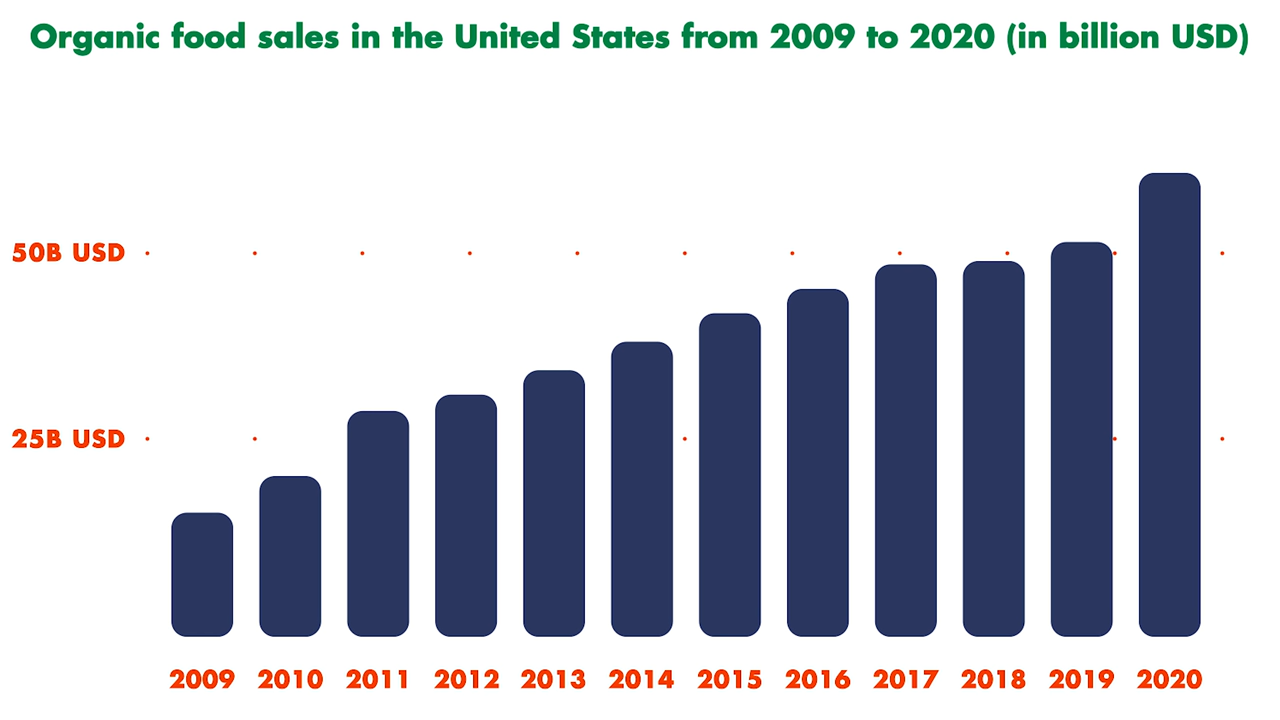 Organic food sales in the United States from 2009 to 2020 (in billion USD)
50B USD
25B USD
2009 2010 2011 2012 2013 2014 2015 2016 2017 2018 2019 2020